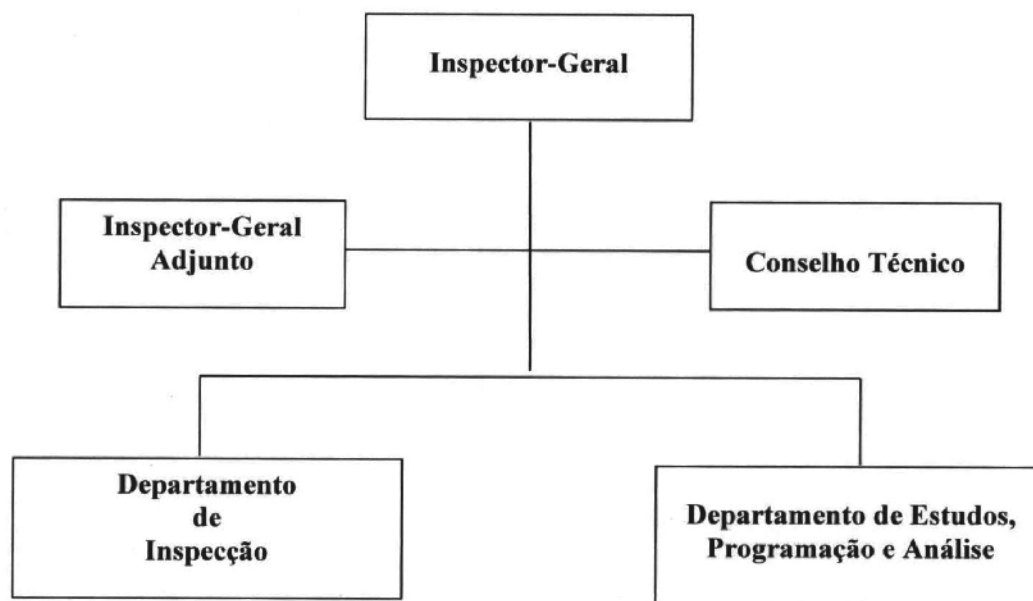 Inspector-Geral
Inspector-Geral
Adjunto
Conselho Técnico
Departamento
de
Inspecção
Departamento de Estudos,
Programação e Análise